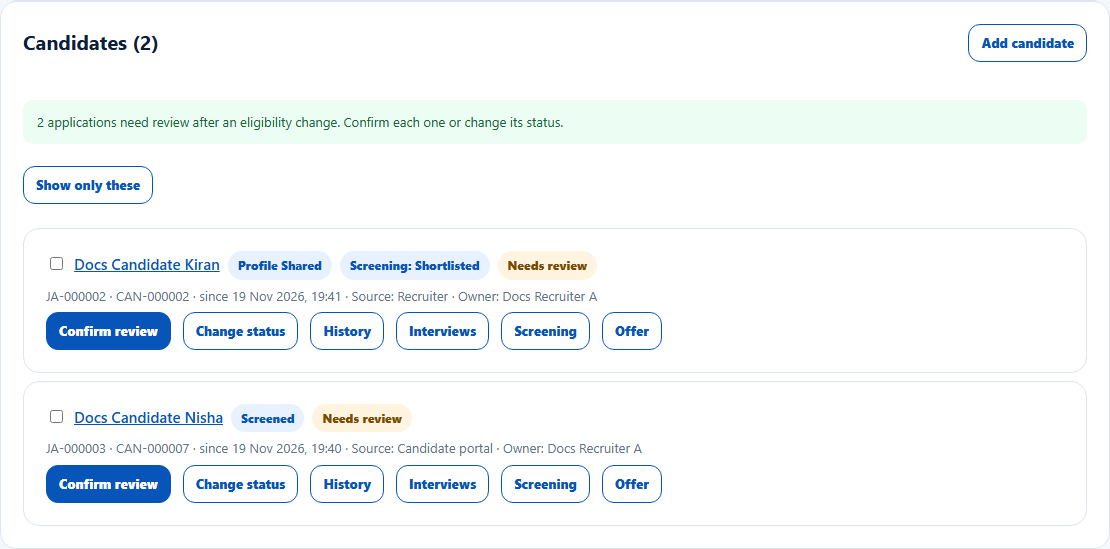 Candidates (2)
Add candidate
2 applications need review after an eligibility change. Confirm each one or change its status.
Show only these
Docs Candidate Kiran Profile Shared Screening: Shortlisted Needs review
JA-000002 · CAN-000002 · since 19 Nov 2026, 19:41 · Source: Recruiter · Owner: Docs Recruiter A
Confirm review Change status History Interviews Screening Offer
Docs Candidate Nisha Screened Needs review
JA-000003 · CAN-000007 · since 19 Nov 2026, 19:40 · Source: Candidate portal · Owner: Docs Recruiter A
Confirm review Change status History Interviews Screening Offer